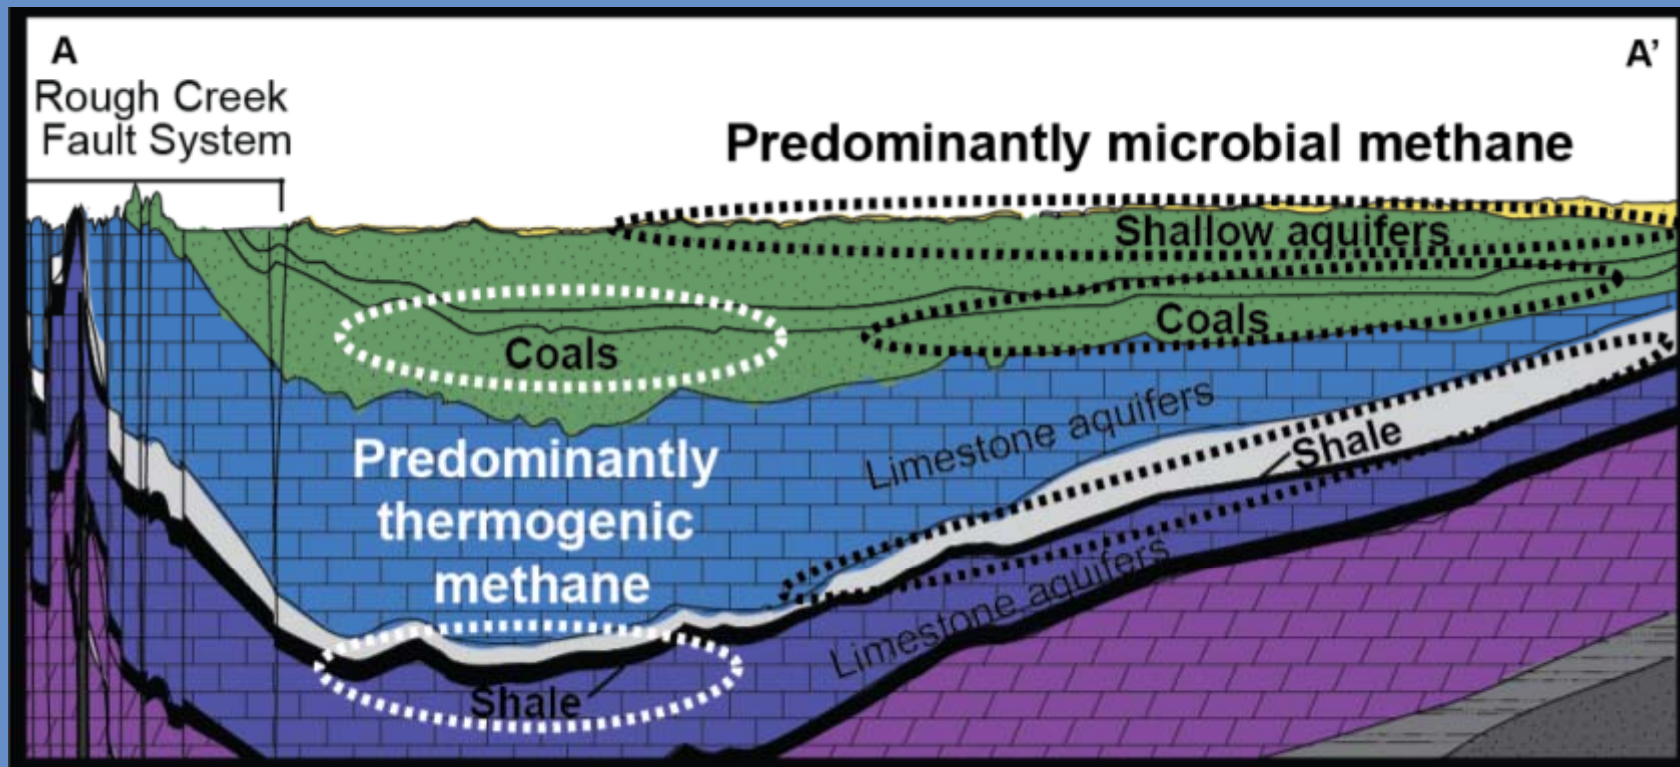 A
A’
Rough Creek
Fault System
Predominantly microbial methane
Shallow aquifers
Coals
Coals
Limestone aquifers
Shale
Predominantly
thermogenic
methane
Limestone aquifers
Shale